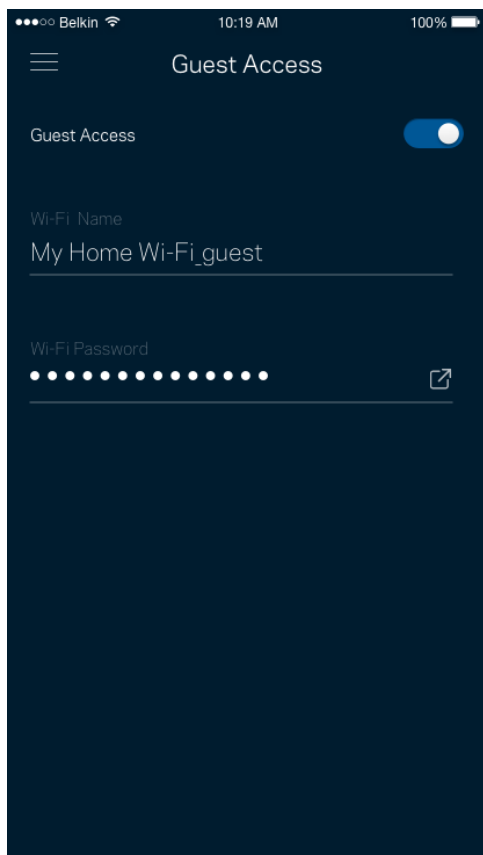 ●●●○○ Belkin 10:19 AM 100%
Guest Access
Guest Access
Wi-Fi Name
My Home Wi-Fi_guest
Wi-Fi Password
●●●●●●●●●●●●●●